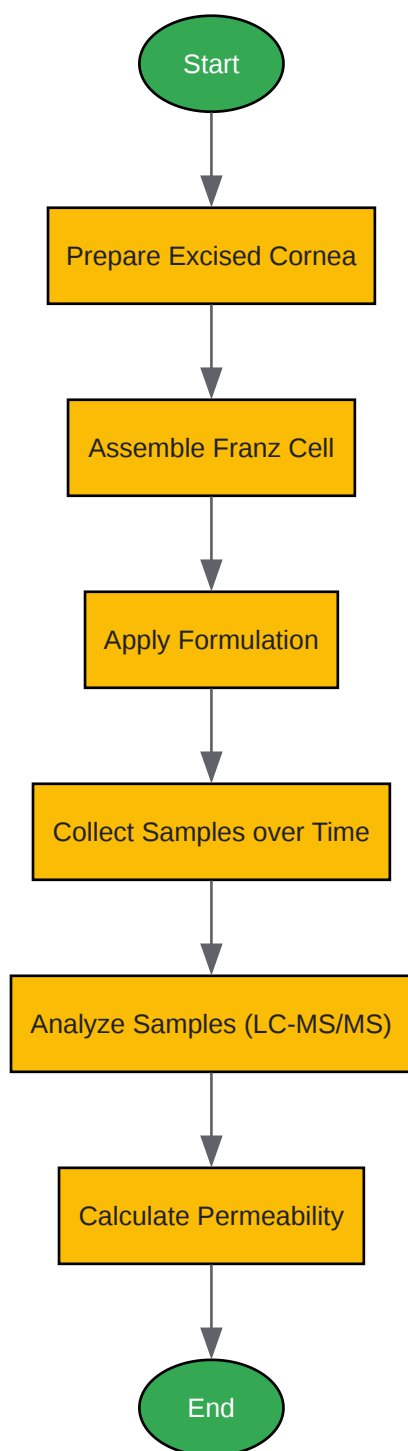 Start
Prepare Excised Cornea
Assemble Franz Cell
Apply Formulation
Collect Samples over Time
Analyze Samples (LC-MS/MS)
Calculate Permeability
End